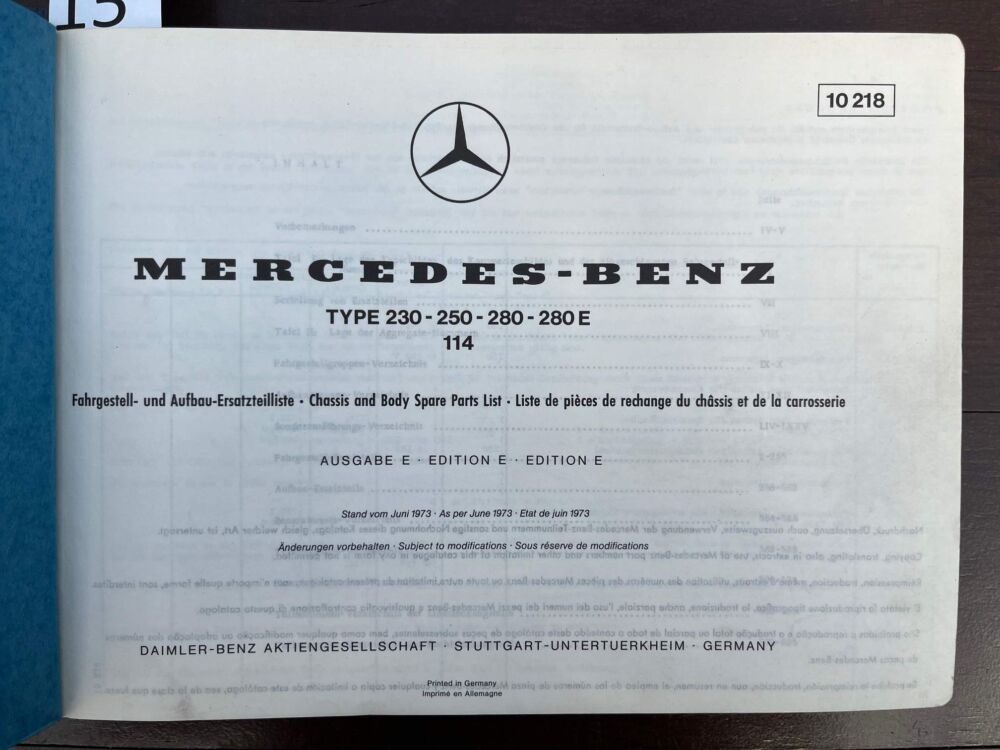 15
10 218
MERCEDES-BENZ
TYPE 230 - 250 - 280 - 280 E
114
Fahrgestell- und Aufbau-Ersatzteilliste · Chassis and Body Spare Parts List · Liste de pièces de rechange du châssis et de la carrosserie
AUSGABE E · EDITION E · EDITION E
Stand vom Juni 1973 · As per June 1973 · Etat de juin 1973
Änderungen vorbehalten · Subject to modifications · Sous réserve de modifications
DAIMLER-BENZ AKTIENGESELLSCHAFT · STUTTGART-UNTERTUERKHEIM · GERMANY
Printed in Germany
Imprimé en Allemagne